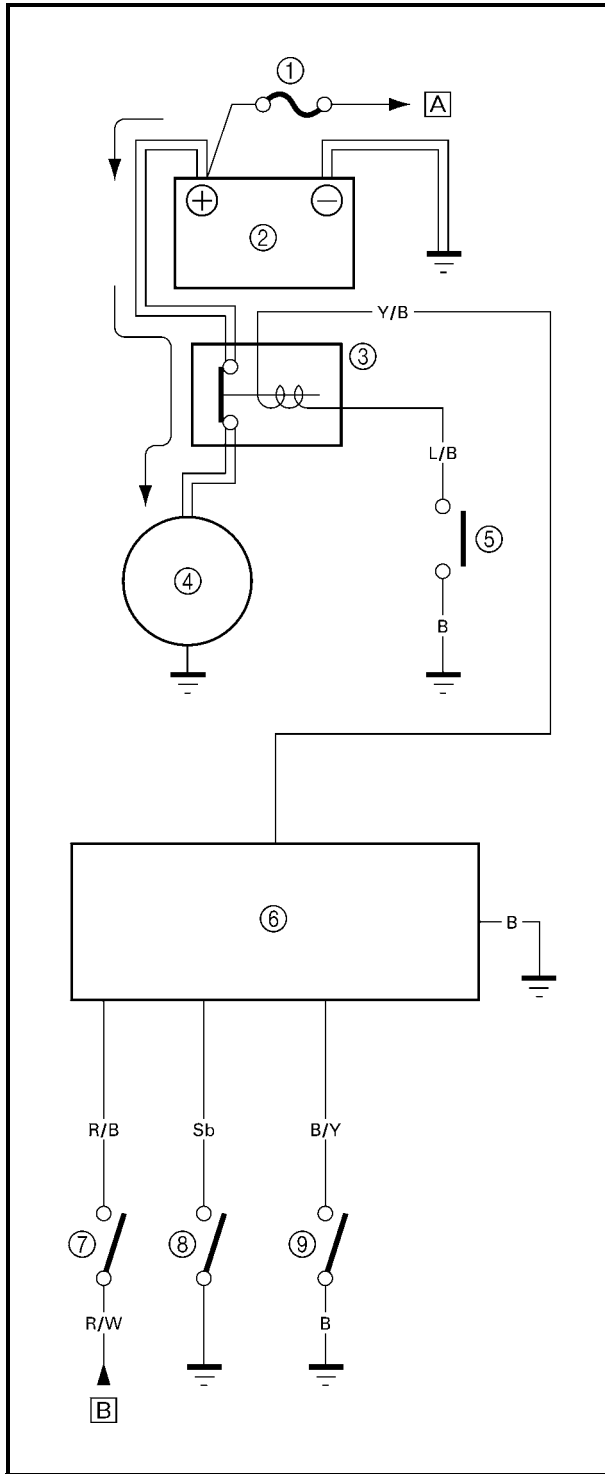 ① A
+ −
②
Y/B
③
L/B
⑤
④
B
⑥
B
R/B Sb B/Y
⑦ ⑧ ⑨
R/W B
B